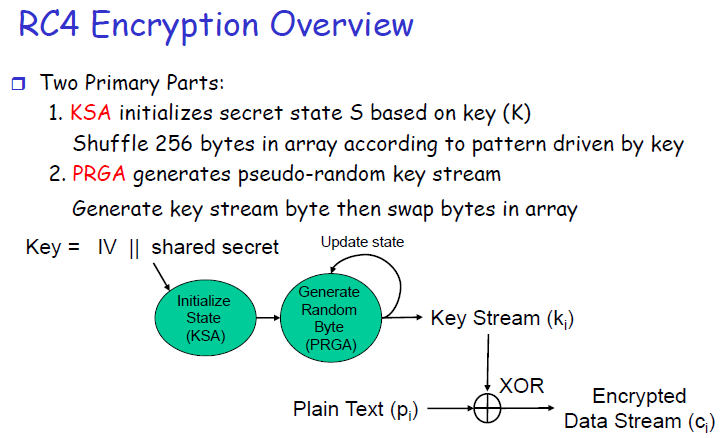 RC4 Encryption Overview
Two Primary Parts:
1. KSA initializes secret state S based on key (K)
Shuffle 256 bytes in array according to pattern driven by key
2. PRGA generates pseudo-random key stream
Generate key stream byte then swap bytes in array
Key = IV || shared secret
Update state
Initialize
State
(KSA)
Generate
Random
Byte
(PRGA)
Key Stream (ki)
XOR
Plain Text (pi)
Encrypted
Data Stream (ci)